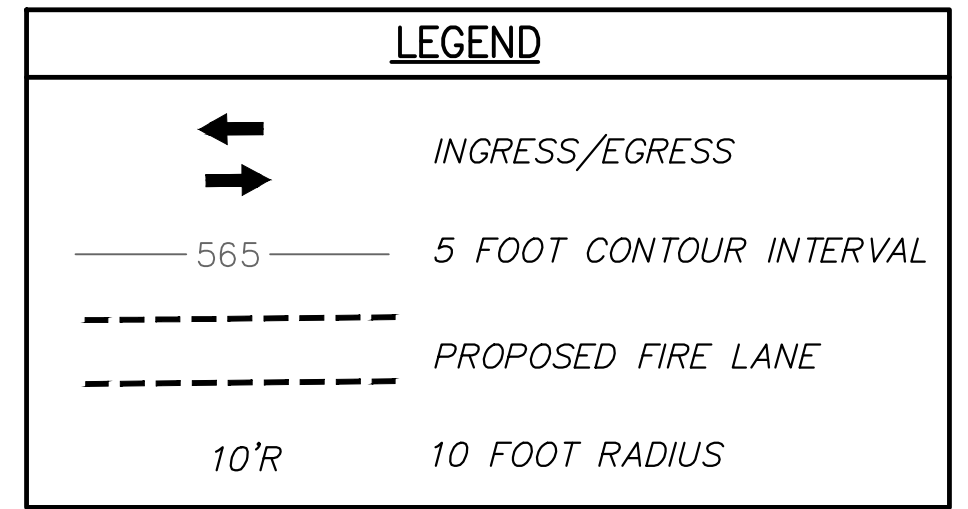 LEGEND
INGRESS/EGRESS
565 5 FOOT CONTOUR INTERVAL
PROPOSED FIRE LANE
10'R 10 FOOT RADIUS